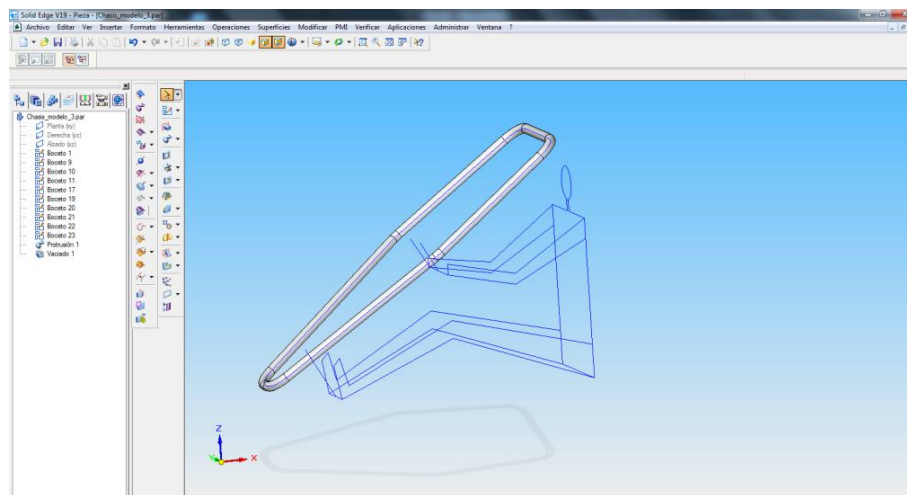 Solid Edge V19 - Pieza - [Chasis_modelo_3.par]
Archivo Editar Ver Insertar Formato Herramientas Operaciones Superficies Modificar PMI Verificar Aplicaciones Administrar Ventana ?
Chasis_modelo_3.par
Planta (xy)
Derecha (yz)
Alzado (xz)
Boceto 1
Boceto 9
Boceto 10
Boceto 11
Boceto 17
Boceto 19
Boceto 20
Boceto 21
Boceto 22
Boceto 23
Protrusión 1
Vaciado 1
Z
Y
X